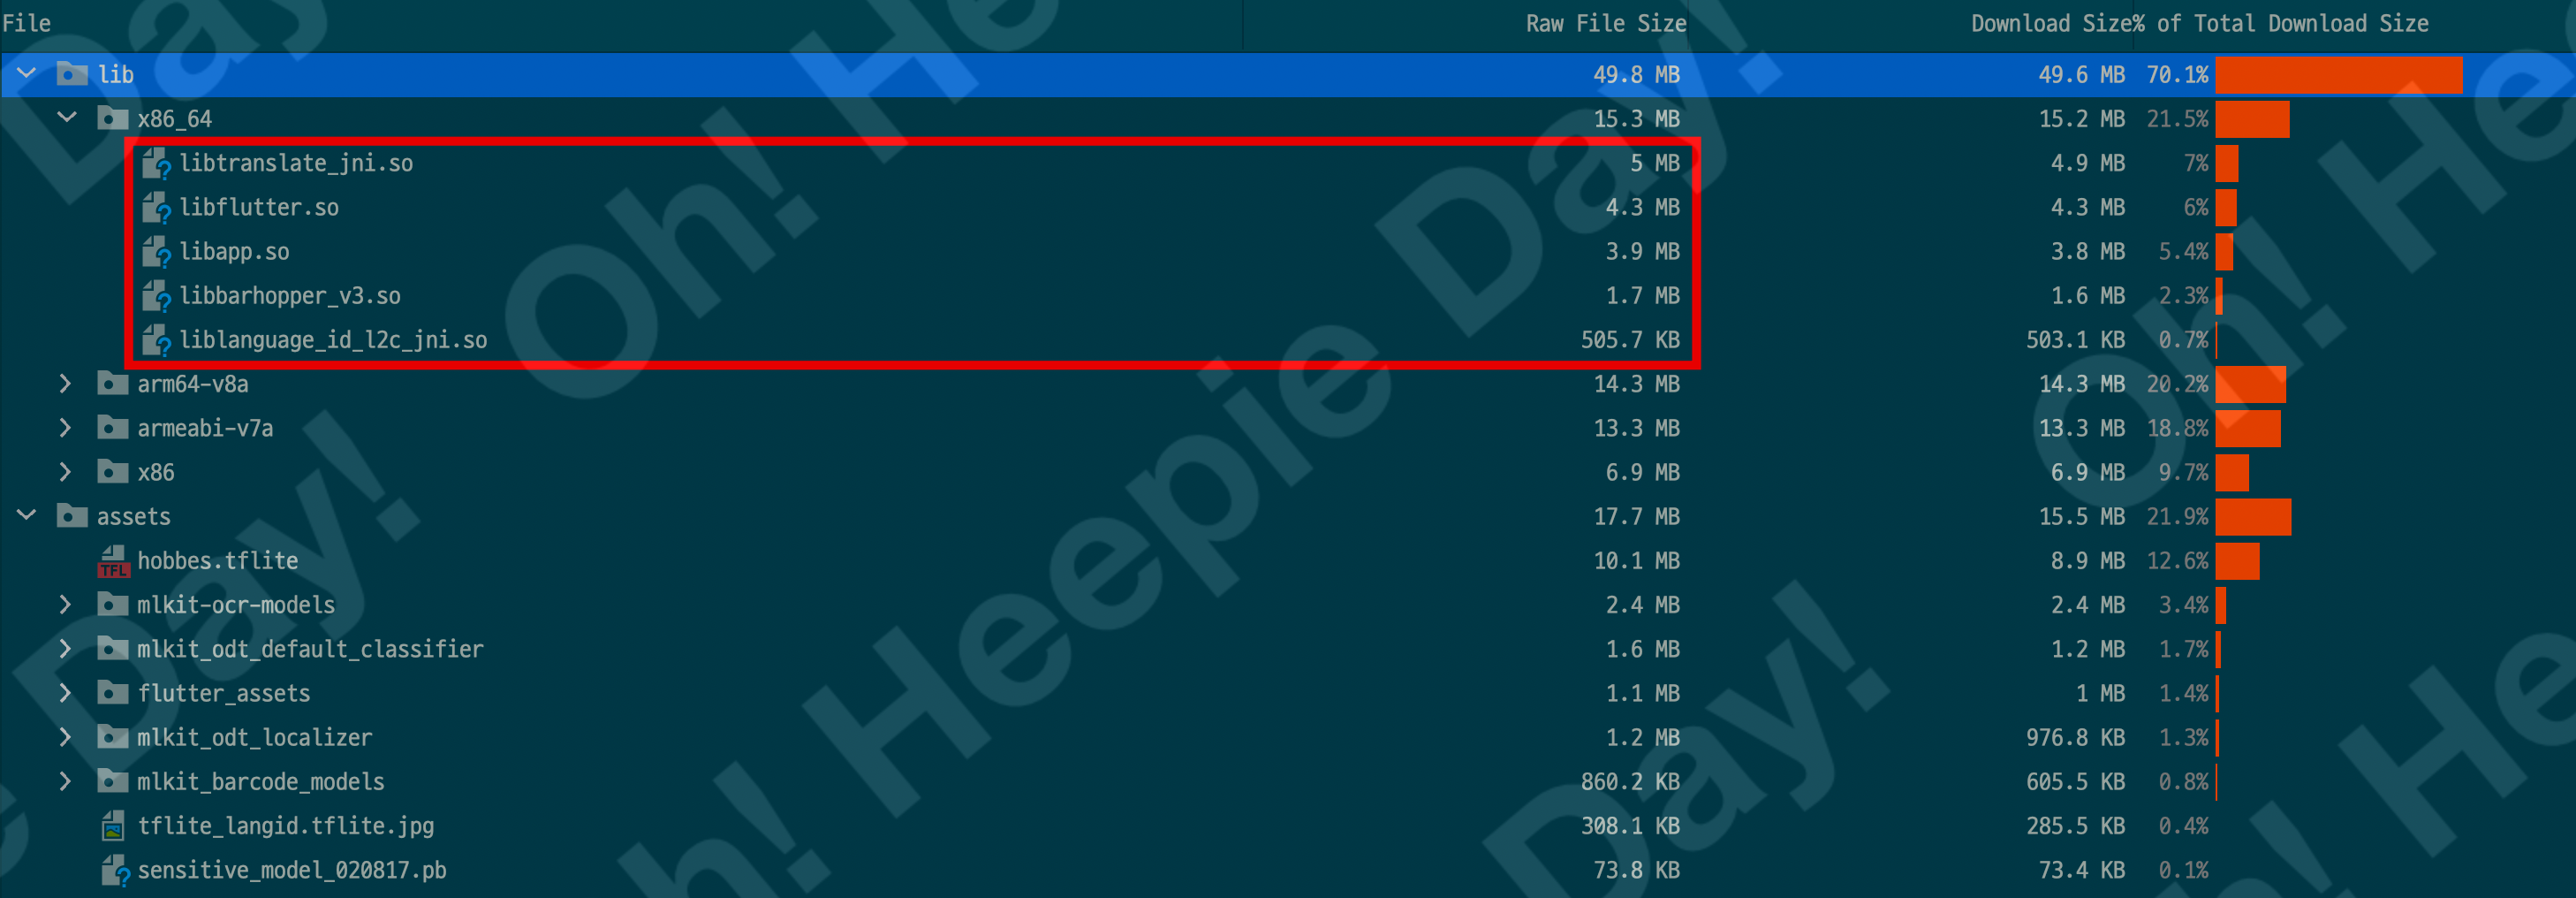 File Raw File Size Download Size % of Total Download Size
lib 49.8 MB 49.6 MB 70.1%
x86_64 15.3 MB 15.2 MB 21.5%
libtranslate_jni.so 5 MB 4.9 MB 7%
libflutter.so 4.3 MB 4.3 MB 6%
libapp.so 3.9 MB 3.8 MB 5.4%
libbarhopper_v3.so 1.7 MB 1.6 MB 2.3%
liblanguage_id_l2c_jni.so 505.7 KB 503.1 KB 0.7%
arm64-v8a 14.3 MB 14.3 MB 20.2%
armeabi-v7a 13.3 MB 13.3 MB 18.8%
x86 6.9 MB 6.9 MB 9.7%
assets 17.7 MB 15.5 MB 21.9%
TFL hobbes.tflite 10.1 MB 8.9 MB 12.6%
mlkit-ocr-models 2.4 MB 2.4 MB 3.4%
mlkit_odt_default_classifier 1.6 MB 1.2 MB 1.7%
flutter_assets 1.1 MB 1 MB 1.4%
mlkit_odt_localizer 1.2 MB 976.8 KB 1.3%
mlkit_barcode_models 860.2 KB 605.5 KB 0.8%
tflite_langid.tflite.jpg 308.1 KB 285.5 KB 0.4%
sensitive_model_020817.pb 73.8 KB 73.4 KB 0.1%
Oh! Heepie Day!